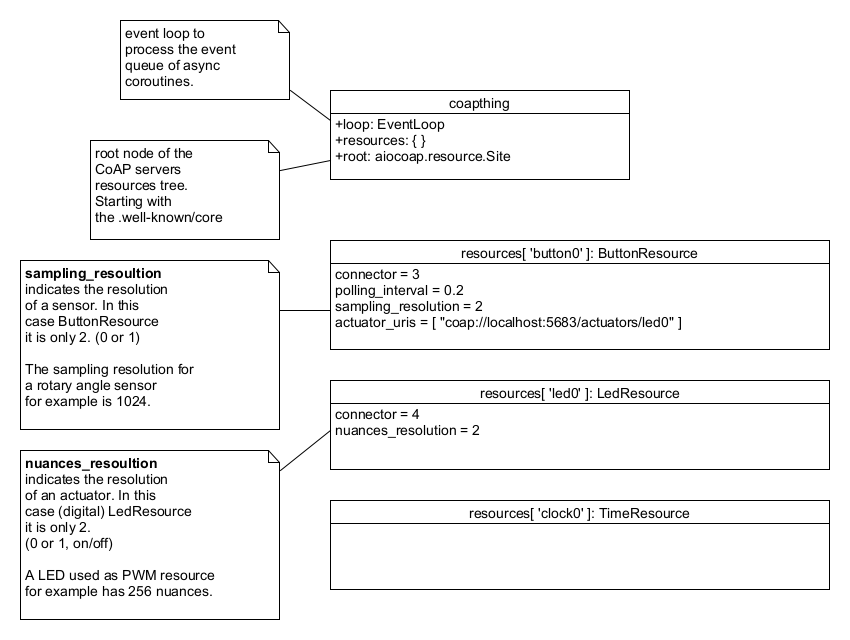 event loop to
process the event
queue of async
coroutines.
coapthing
+loop: EventLoop
+resources: { }
+root: aiocoap.resource.Site
root node of the
CoAP servers
resources tree.
Starting with
the .well-known/core
resources[ 'button0' ]: ButtonResource
connector = 3
polling_interval = 0.2
sampling_resolution = 2
actuator_uris = [ "coap://localhost:5683/actuators/led0" ]
sampling_resoultion
indicates the resolution
of a sensor. In this
case ButtonResource
it is only 2. (0 or 1)
The sampling resolution for
a rotary angle sensor
for example is 1024.
resources[ 'led0' ]: LedResource
connector = 4
nuances_resolution = 2
nuances_resoultion
indicates the resolution
of an actuator. In this
case (digital) LedResource
it is only 2.
(0 or 1, on/off)
A LED used as PWM resource
for example has 256 nuances.
resources[ 'clock0' ]: TimeResource